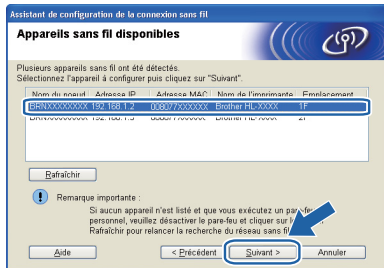 Assistant de configuration de la connexion sans fil
Appareils sans fil disponibles
Plusieurs appareils sans fil ont été détectés.
Sélectionnez l'appareil à configurer puis cliquez sur "Suivant".
Nom du noeud Adresse IP Adresse MAC Nom de l'imprimante Emplacement
BRNXXXXXXXX 192.168.1.2 008077XXXXXX Brother HL-XXXX 1F
Rafraîchir
Remarque importante :
Si aucun appareil n'est listé et que vous exécutez un
personnel, veuillez désactiver le pare-feu et cliquer sur
Rafraîchir pour relancer la recherche du réseau sans fil
Aide
< Précédent
Suivant >
Annuler